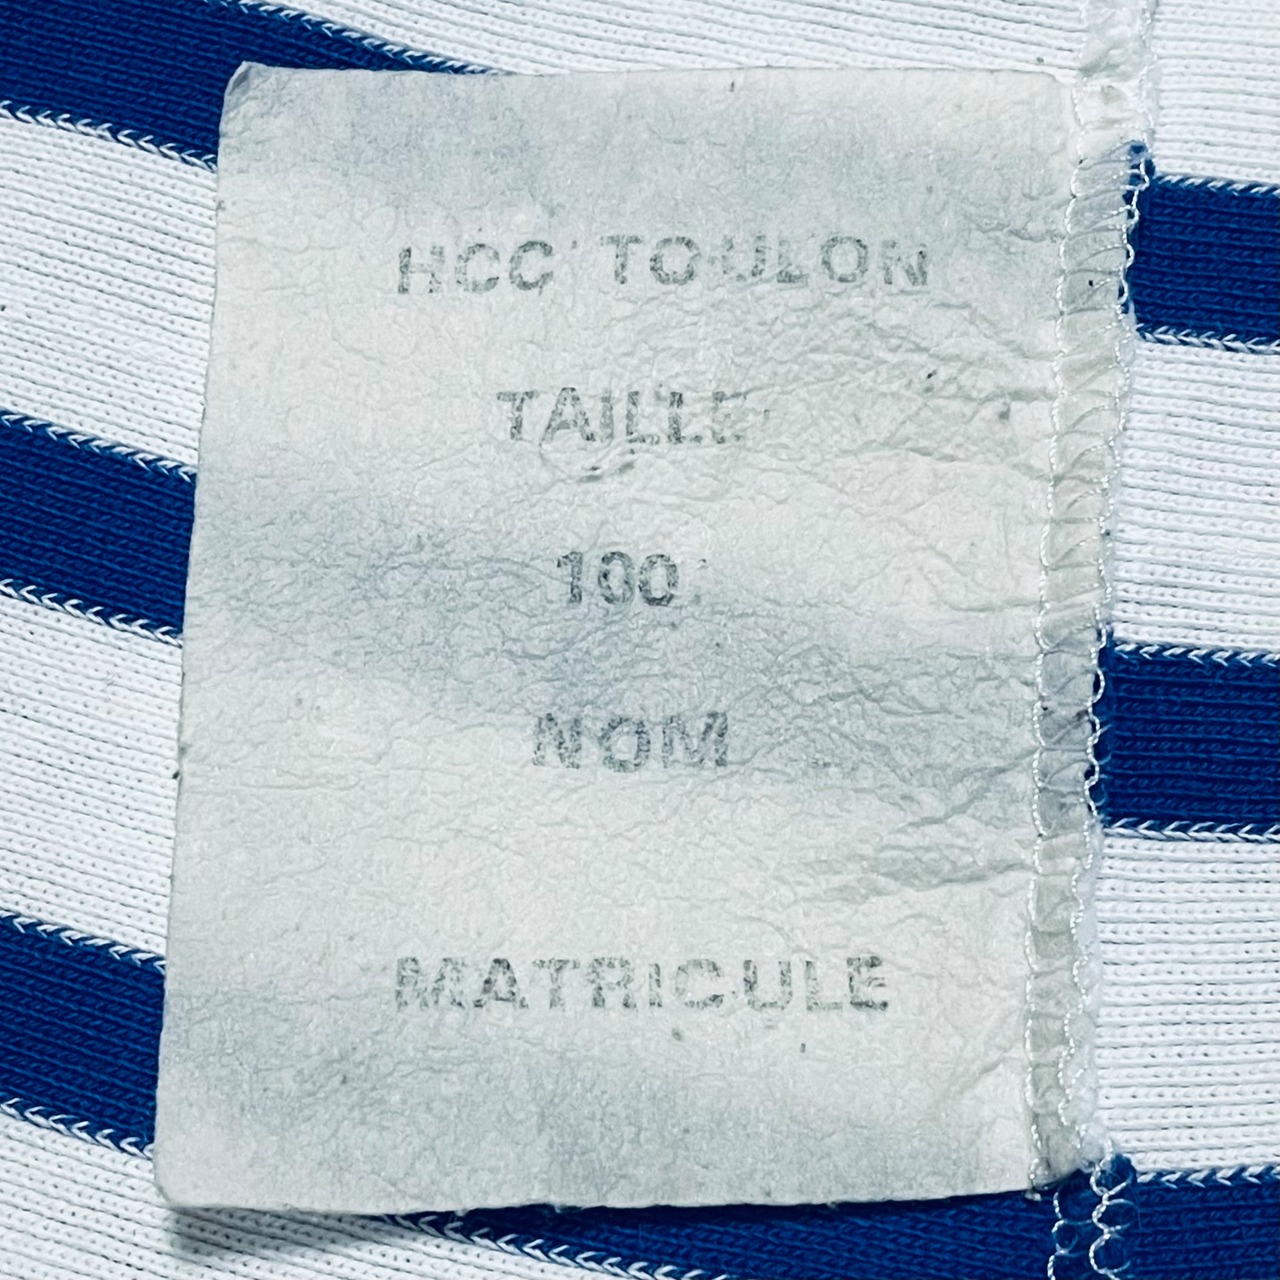 HCC TOULON
TAILLE
100
NOM
MATRICULE